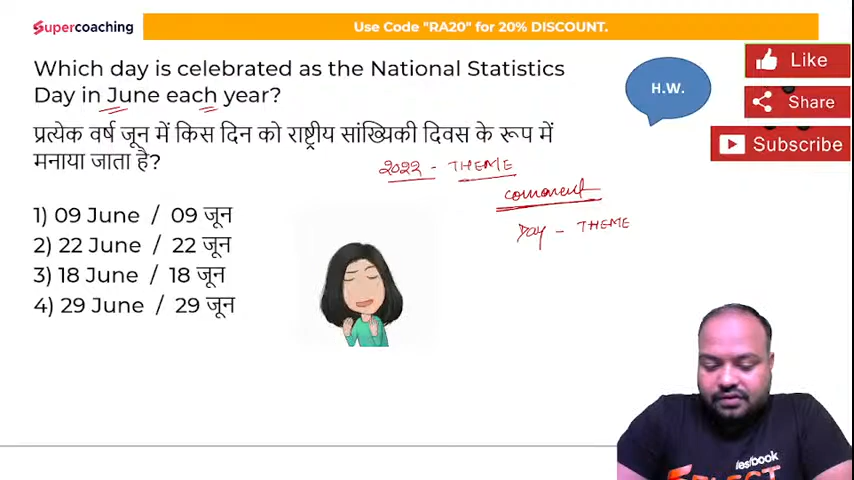 Supercoaching
Use Code "RA20" for 20% DISCOUNT.
Which day is celebrated as the National Statistics
Day in June each year?
H.W.
Like
Share
Subscribe
प्रत्येक वर्ष जून में किस दिन को राष्ट्रीय सांख्यिकी दिवस के रूप में
मनाया जाता है?
2022 - THEME
comment
Day - THEME
1) 09 June / 09 जून
2) 22 June / 22 जून
3) 18 June / 18 जून
4) 29 June / 29 जून
testbook
SELECT